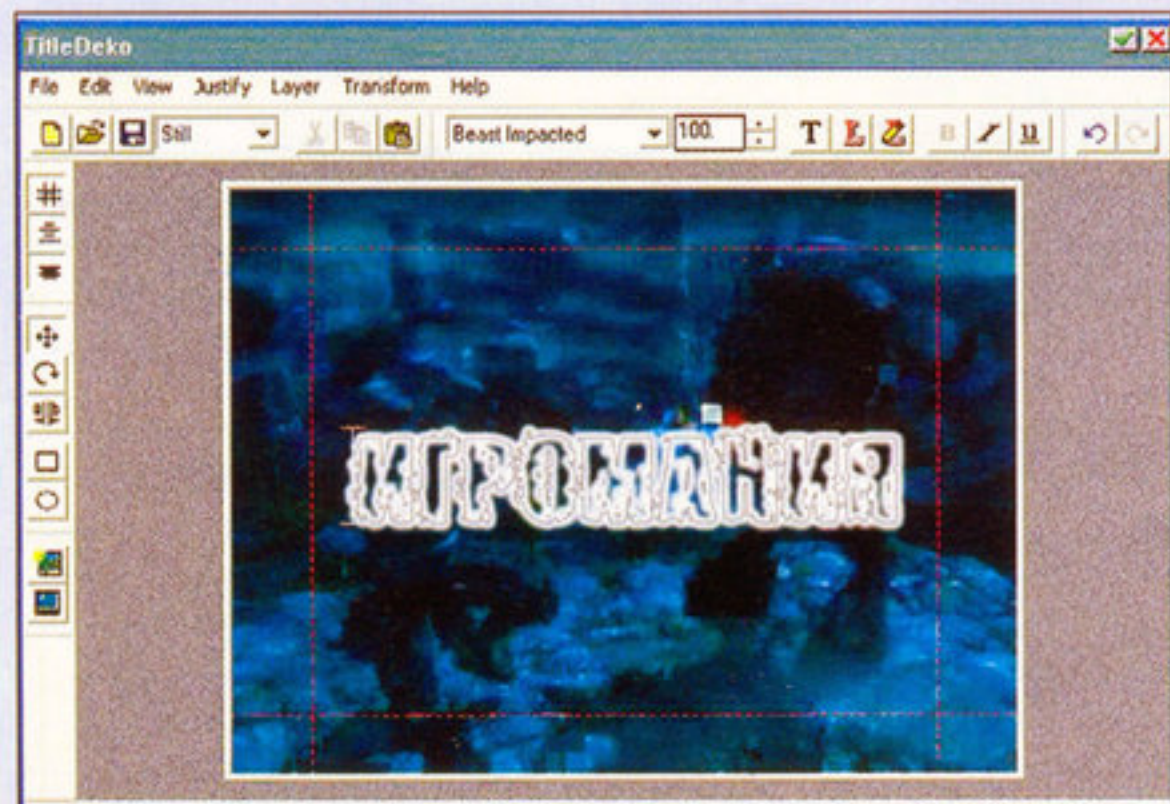 TitleDeko
File Edit View Justify Layer Transform Help
Still Beast Impacted 100. T L B I u
ИГРОМАНИЯ